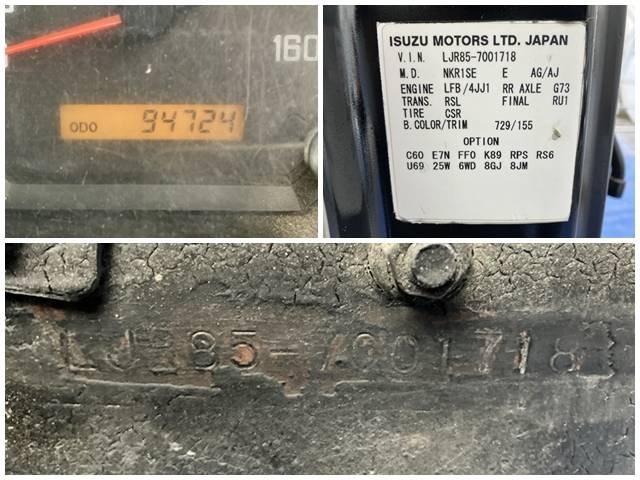 160
ODO 94724
ISUZU MOTORS LTD. JAPAN
V.I.N. LJR85-7001718
M.D. NKR1SE E AG/AJ
ENGINE LFB/4JJ1 RR AXLE G73
TRANS. RSL FINAL RU1
TIRE CSR
B.COLOR/TRIM 729/155
OPTION
C60 E7N FF0 K89 RPS RS6
U69 25W 6WD 8GJ 8JM
LJR85-7001718